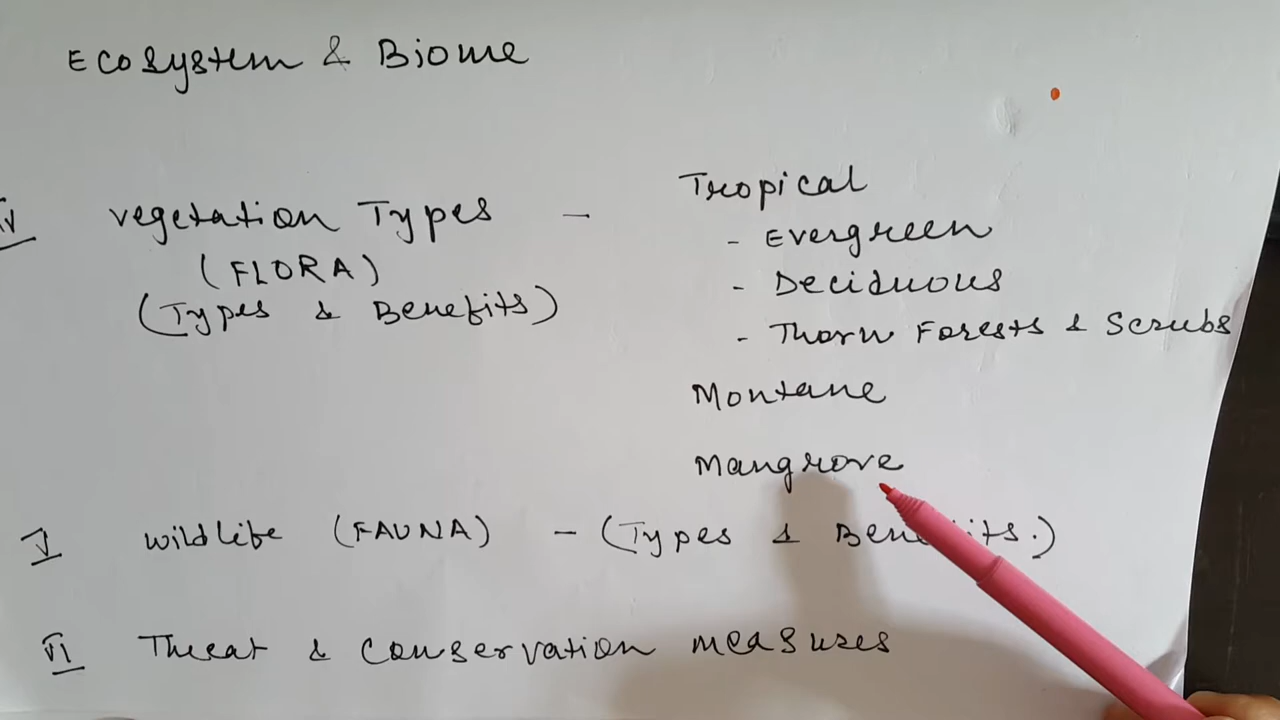 Ecosystem & Biome
iv Vegetation Types - Tropical
- Evergreen
(FLORA)
- Deciduous
(Types & Benefits)
- Thorn Forests & Scrubs
Montane
Mangrove
V Wildlife (FAUNA) - (Types & Benefits.)
VI Threat & Conservation measures